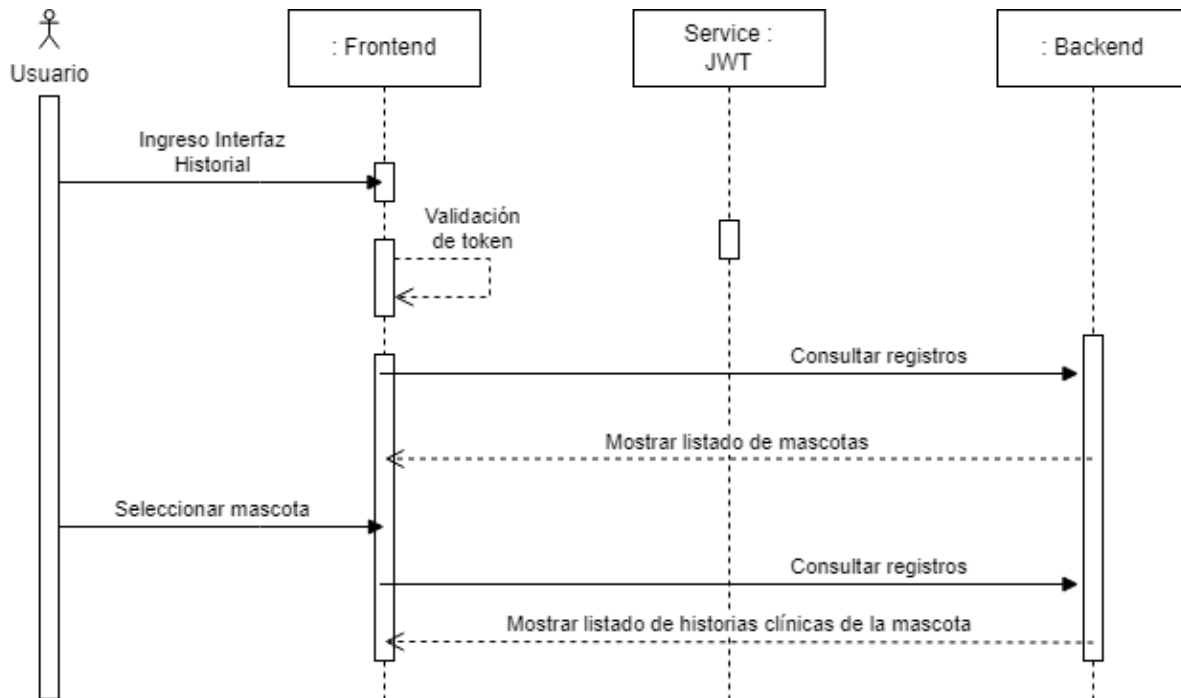 Usuario
: Frontend
Service :
JWT
: Backend
Ingreso Interfaz
Historial
Validación
de token
Consultar registros
Mostrar listado de mascotas
Seleccionar mascota
Consultar registros
Mostrar listado de historias clínicas de la mascota